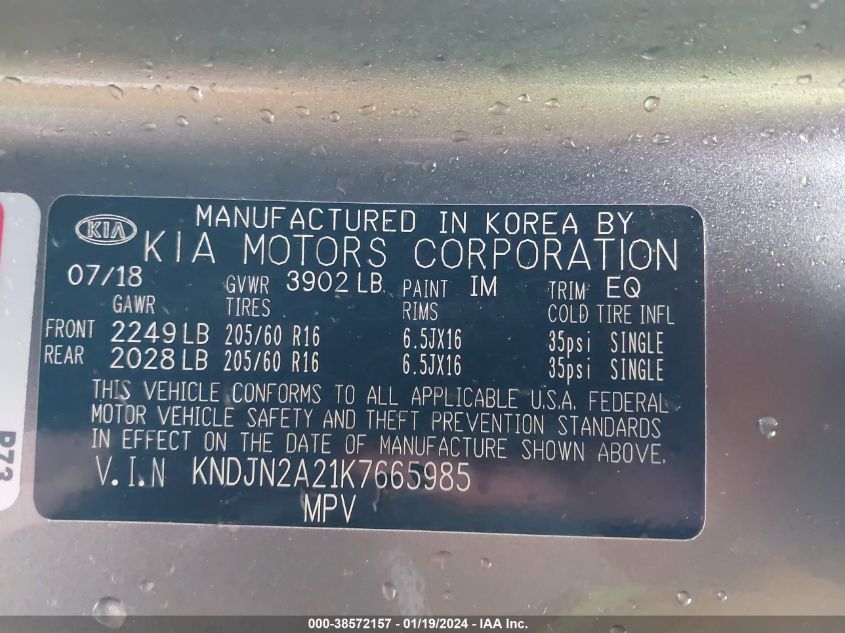 MANUFACTURED IN KOREA BY
KIA KIA MOTORS CORPORATION
07/18 GVWR 3902 LB PAINT IM TRIM EQ
GAWR TIRES RIMS COLD TIRE INFL
FRONT 2249 LB 205/60 R16 6.5JX16 35psi SINGLE
REAR 2028 LB 205/60 R16 6.5JX16 35psi SINGLE
THIS VEHICLE CONFORMS TO ALL APPLICABLE U.S.A. FEDERAL
MOTOR VEHICLE SAFETY AND THEFT PREVENTION STANDARDS
IN EFFECT ON THE DATE OF MANUFACTURE SHOWN ABOVE.
V.I.N KNDJN2A21K7665985
MPV
P73
000-38572157 - 01/19/2024 - IAA Inc.